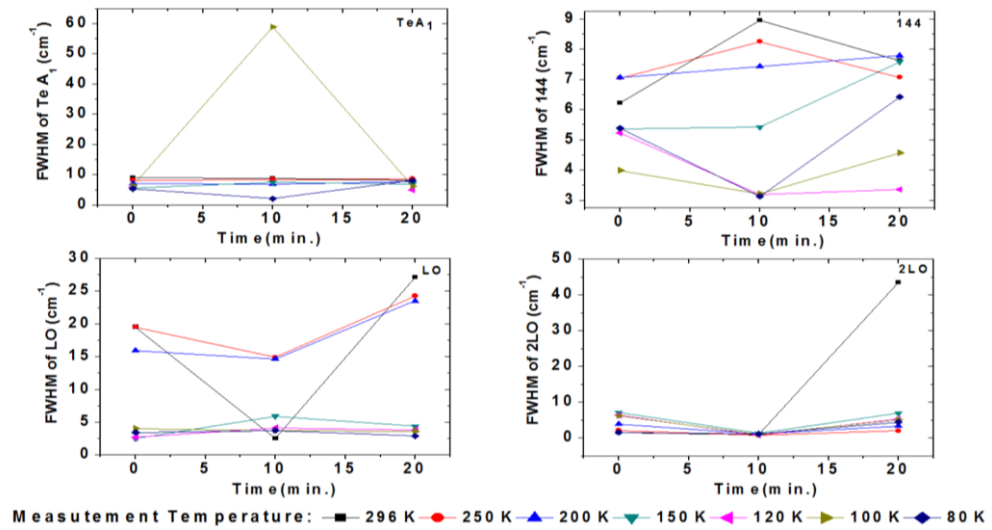 TeA1
FWHM of Te A1 (cm-1)
60
50
40
30
20
10
0
0 5 10 15 20
Time(min.)
144
FWHM of 144 (cm-1)
9
8
7
6
5
4
3
0 5 10 15 20
Time(min.)
LO
FWHM of LO (cm-1)
30
25
20
15
10
5
0
0 5 10 15 20
Time(min.)
2LO
FWHM of 2LO (cm-1)
50
40
30
20
10
0
0 5 10 15 20
Time(min.)
Measutement Temperature: 296 K 250 K 200 K 150 K 120 K 100 K 80 K